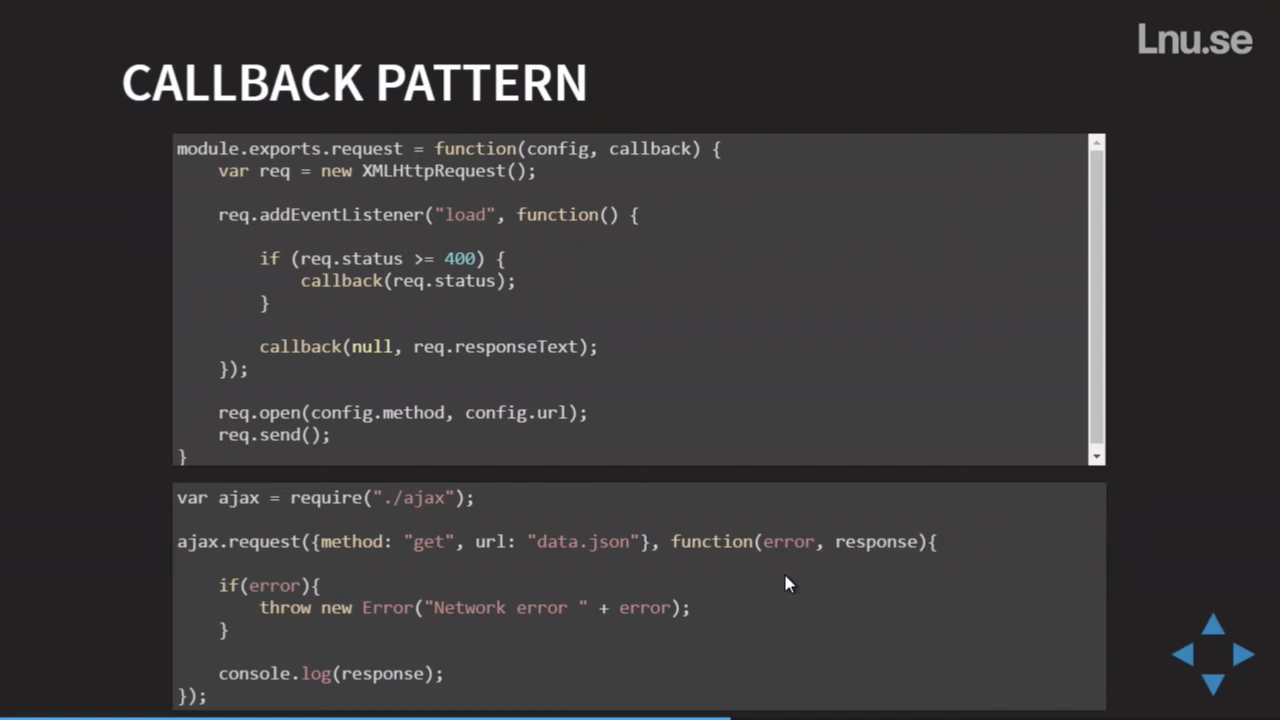 Lnu.se
CALLBACK PATTERN
module.exports.request = function(config, callback) {
    var req = new XMLHttpRequest();
    req.addEventListener("load", function() {
        if (req.status >= 400) {
            callback(req.status);
        }
        callback(null, req.responseText);
    });
    req.open(config.method, config.url);
    req.send();
}
var ajax = require("./ajax");
ajax.request({method: "get", url: "data.json"}, function(error, response){
    if(error){
        throw new Error("Network error " + error);
    }
    console.log(response);
});